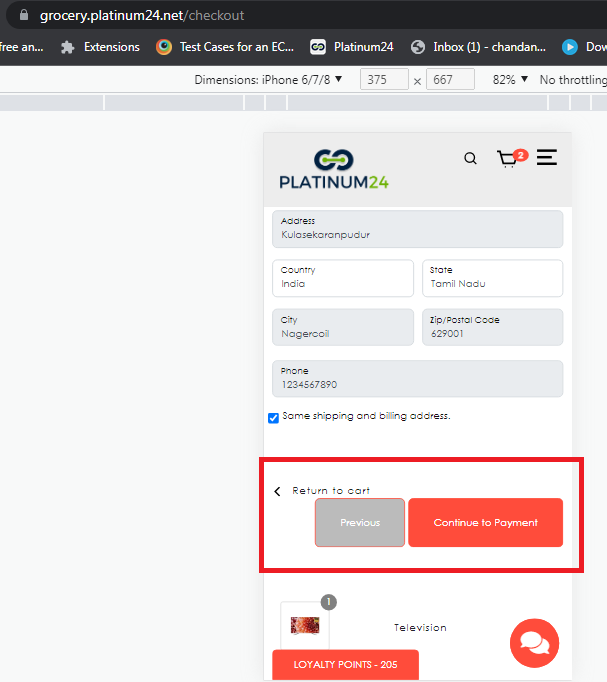 grocery.platinum24.net/checkout
free an... Extensions Test Cases for an EC... Platinum24 Inbox (1) - chandan... Dow
Dimensions: iPhone 6/7/8 ▼ 375 × 667 82% ▼ No throttling
2
PLATINUM24
Address
Kulasekaranpudur
Country State
India Tamil Nadu
City Zip/Postal Code
Nagercoil 629001
Phone
1234567890
Same shipping and billing address.
Return to cart
Previous Continue to Payment
1
Television
LOYALTY POINTS - 205